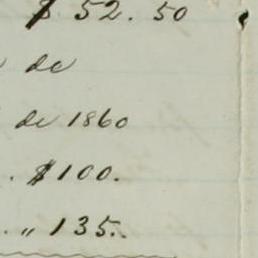 $ 52. 50
de
de 1860
. $100.
. „ 135.